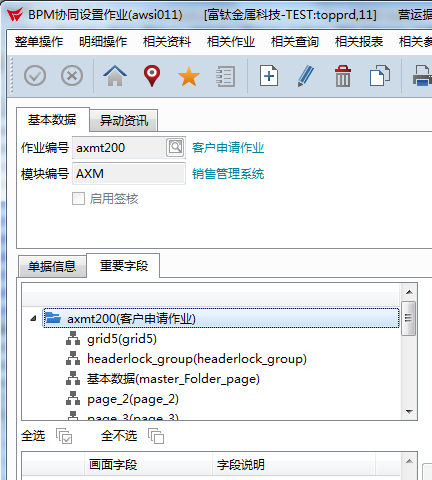 BPM协同设置作业(awsi011) [富钛金属科技-TEST:topprd,11] 营运据
整单操作 明细操作 相关资料 相关作业 相关查询 相关报表 相关参
基本数据 异动资讯
作业编号 axmt200 客户申请作业
模块编号 AXM 销售管理系统
启用签核
单据信息 重要字段
axmt200(客户申请作业)
grid5(grid5)
headerlock_group(headerlock_group)
基本数据(master_Folder_page)
page_2(page_2)
page_3(page_3)
全选 全不选
画面字段 字段说明